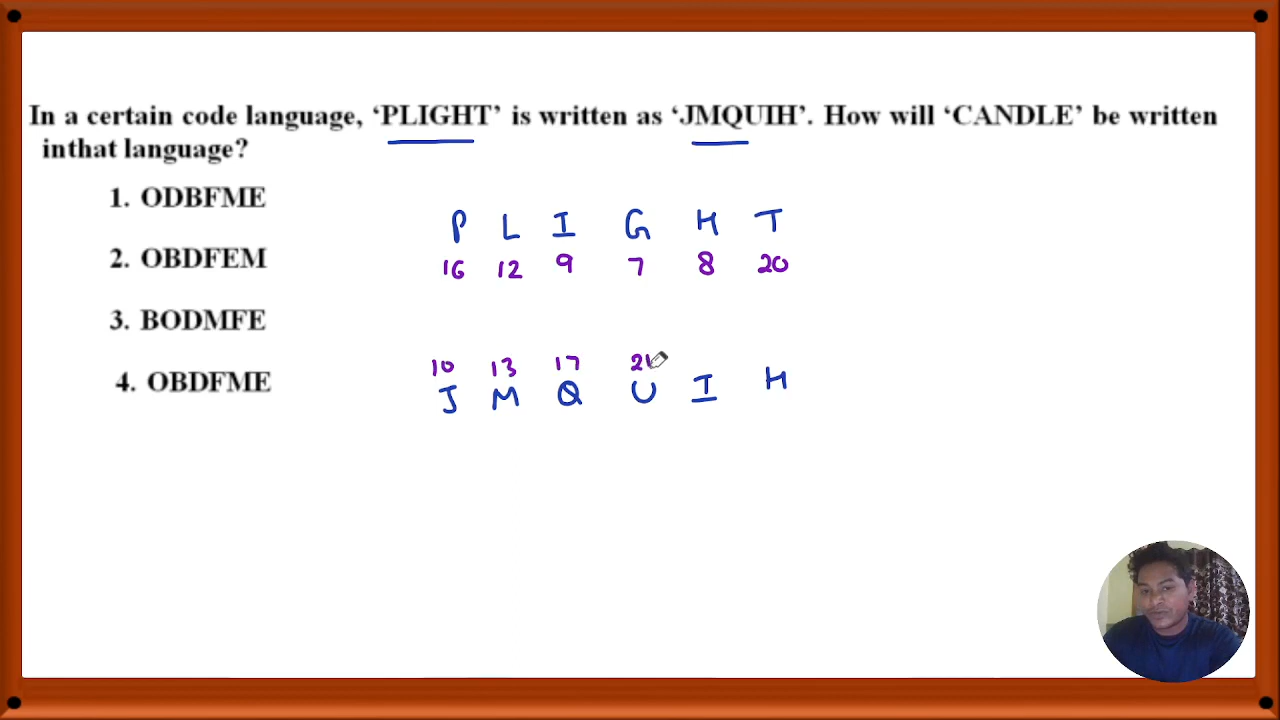 In a certain code language, ‘PLIGHT’ is written as ‘JMQUIH’. How will ‘CANDLE’ be written
inthat language?
1. ODBFME
2. OBDFEM
3. BODMFE
4. OBDFME
P L I G H T
16 12 9 7 8 20
10 13 17 21
J M Q U I H